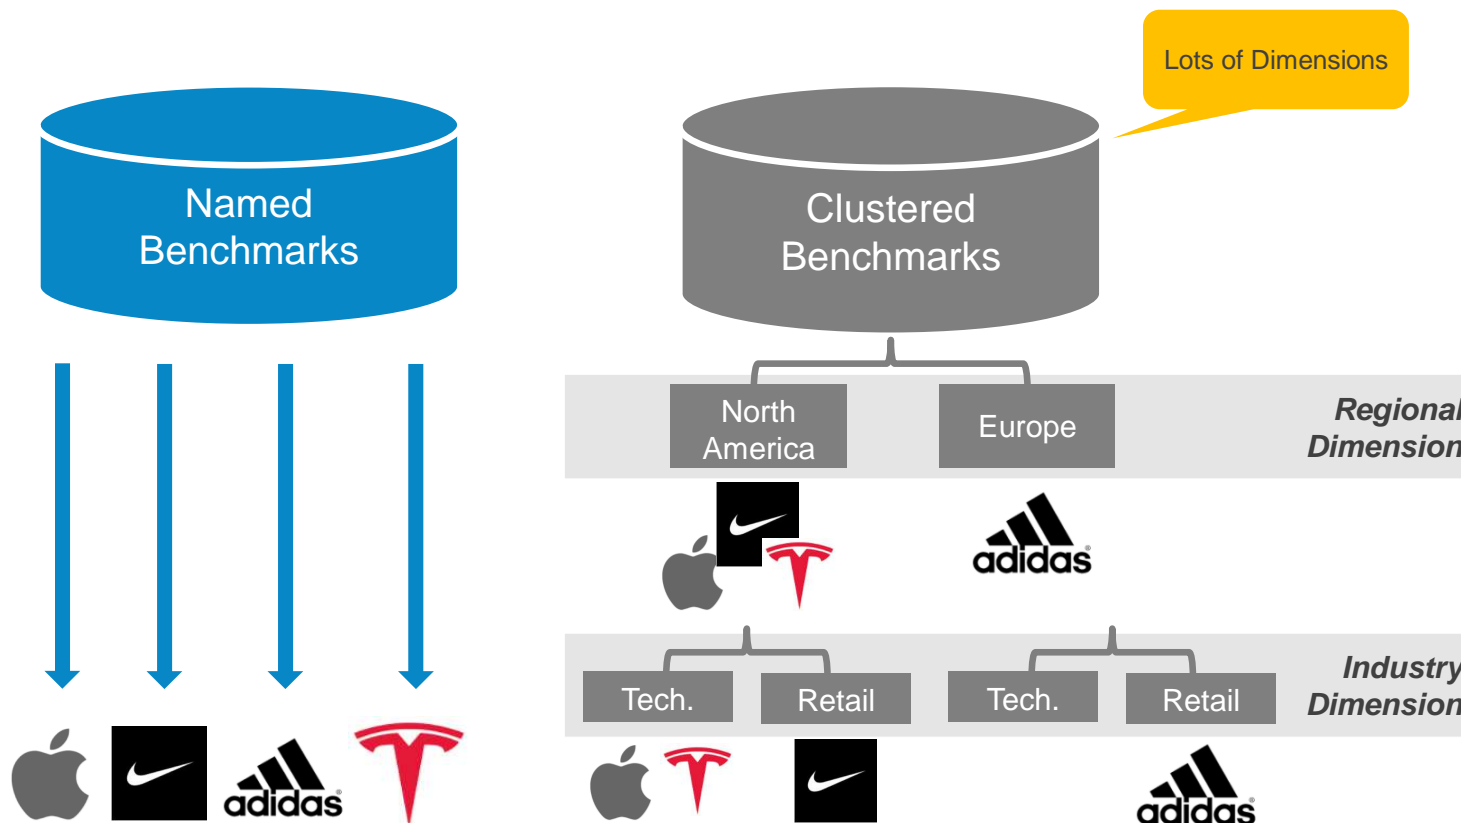 Lots of Dimensions
Named
Benchmarks
Clustered
Benchmarks
North
America
Europe
Regional
Dimension
adidas
Tech.
Retail
Tech.
Retail
Industry
Dimension
adidas
adidas